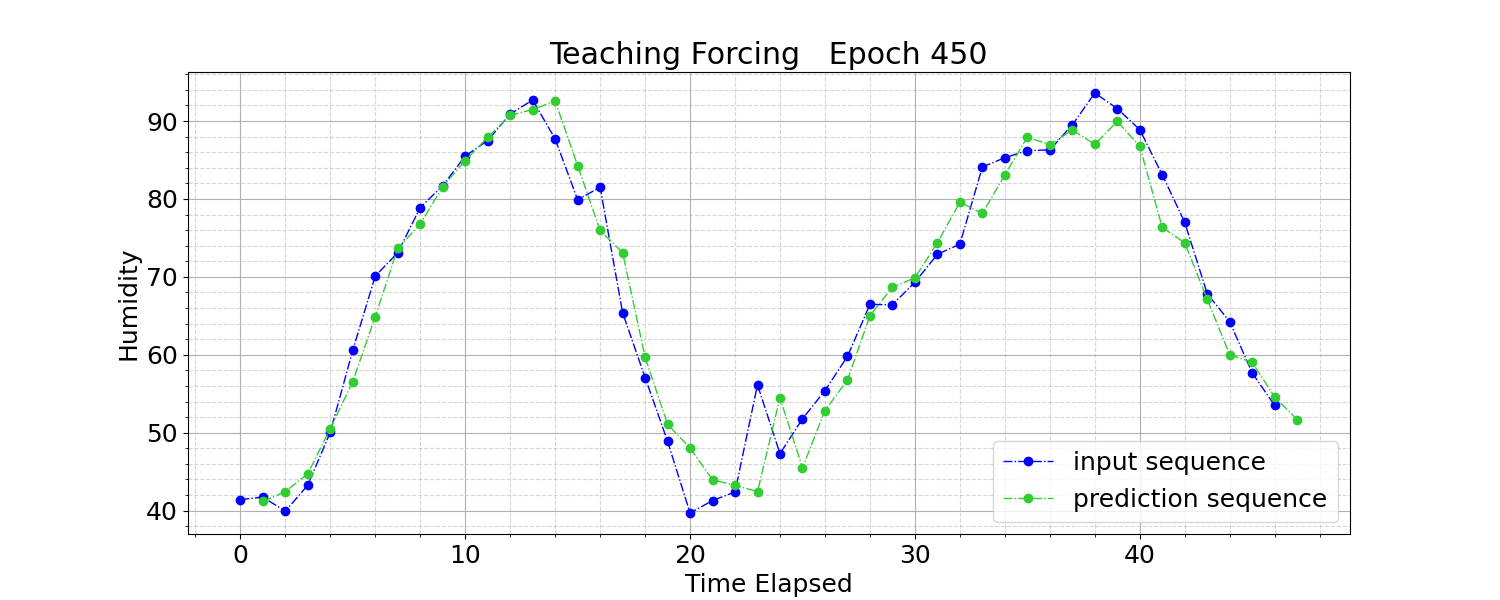 Teaching Forcing   Epoch 450
90
80
70
60
50
40
Humidity
0 10 20 30 40
Time Elapsed
input sequence
prediction sequence